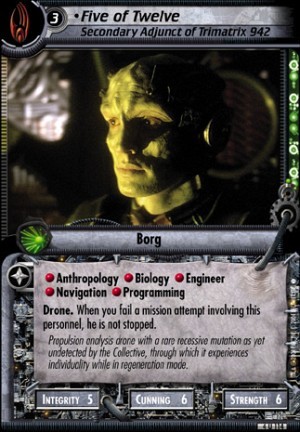 3
• Five of Twelve
Secondary Adjunct of Trimatrix 942
Borg
• Anthropology • Biology • Engineer
• Navigation • Programming
Drone. When you fail a mission attempt involving this
personnel, he is not stopped.
Propulsion analysis drone with a rare recessive mutation as yet
undetected by the Collective, through which it experiences
individuality while in regeneration mode.
INTEGRITY 5 CUNNING 6 STRENGTH 6